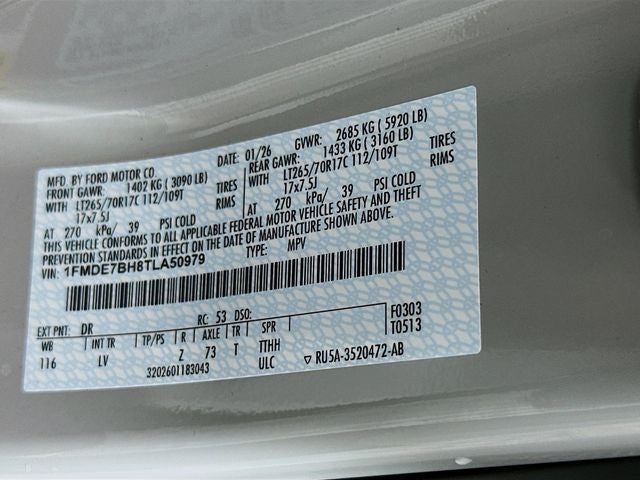 MFD. BY FORD MOTOR CO. DATE: 01/26 GVWR: 2685 KG ( 5920 LB)
FRONT GAWR: 1402 KG ( 3090 LB) REAR GAWR: 1433 KG ( 3160 LB)
WITH LT265/70R17C 112/109T TIRES WITH LT265/70R17C 112/109T TIRES
17x7.5J RIMS 17x7.5J RIMS
AT 270 kPa/ 39 PSI COLD AT 270 kPa/ 39 PSI COLD
THIS VEHICLE CONFORMS TO ALL APPLICABLE FEDERAL MOTOR VEHICLE SAFETY AND THEFT
PREVENTION STANDARDS IN EFFECT ON THE DATE OF MANUFACTURE SHOWN ABOVE.
VIN: 1FMDE7BH8TLA50979 TYPE: MPV
F0303
T0513
EXT PNT: DR RC: 53 DSO:
WB INT TR TP/PS R AXLE TR SPR
116 LV Z 73 T TTHH
ULC
3202601183043
▽ RU5A-3520472-AB